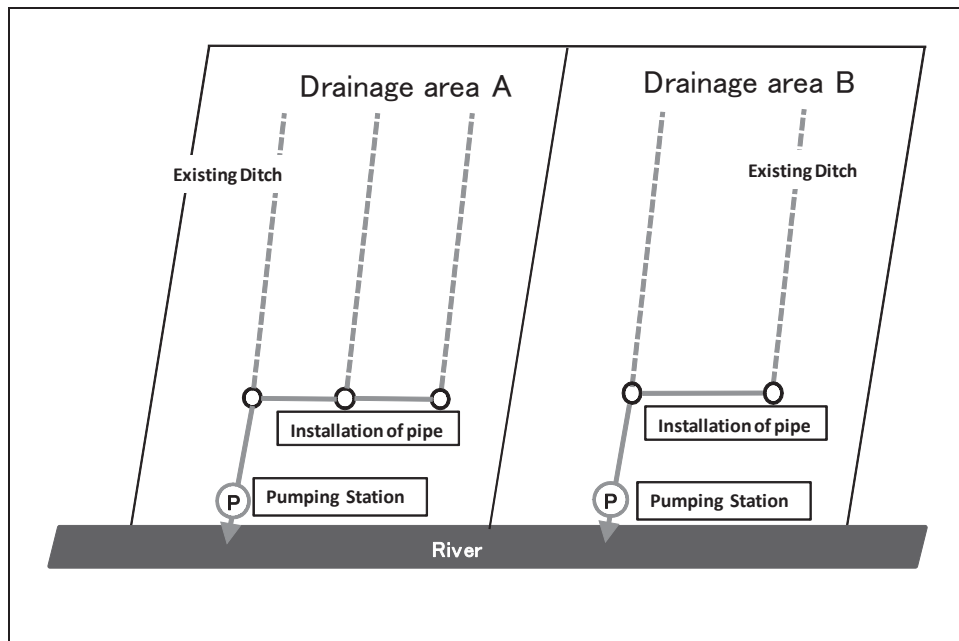 Drainage area A
Drainage area B
Existing Ditch
Existing Ditch
Installation of pipe
Installation of pipe
P
Pumping Station
P
Pumping Station
River